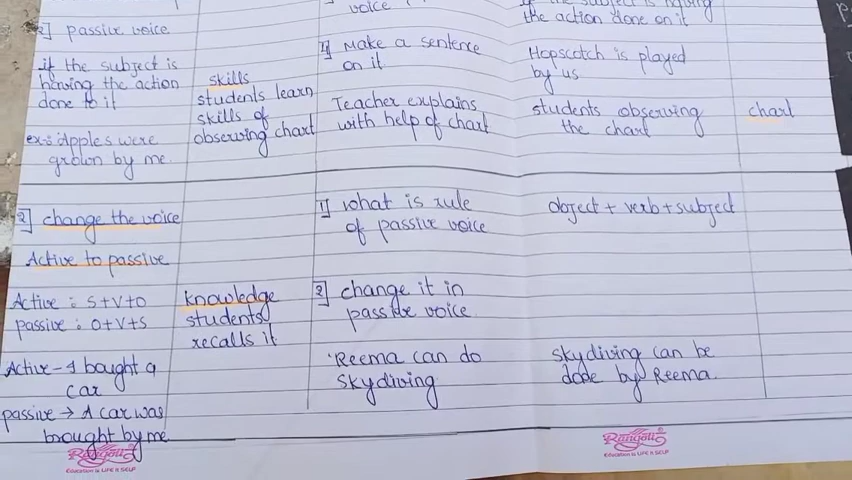 2] passive voice
if the subject is
having the action
done to it
ex:- Apples were
grown by me.
skills
students learn
skills of
observing chart
voice
4] Make a sentence
on it
Teacher explains
with help of chart
the action done on it
Hopscotch is played
by us
students observing
the chart
chart
2] change the voice
Active to passive
Active : S+V+O
passive : O+V+S
Active - I bought a
car
passive → A car was
brought by me
knowledge
students
recalls it
1] what is rule
of passive voice
2] change it in
passive voice.
Reema can do
skydiving
object + verb + subject
skydiving can be
done by Reema.
Rangoli
Education is LIFE it SELF
Rangoli
Education is LIFE it SELF